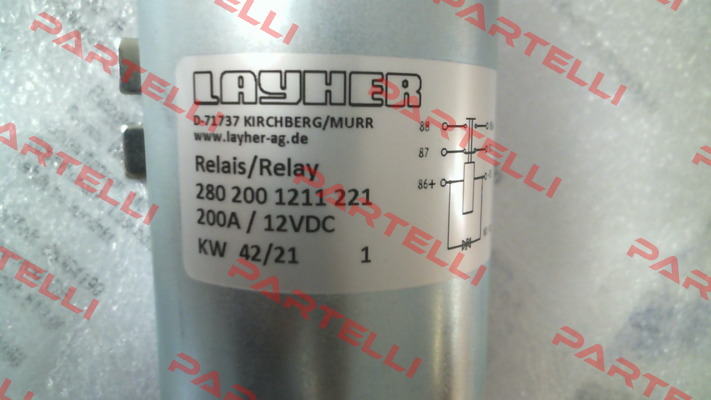 LAYHER
D-71737 KIRCHBERG/MURR
www.layher-ag.de
Relais/Relay
280 200 1211 221
200A / 12VDC
KW 42/21 1
88
87
86+
PARTELLI
PARTELLI
PARTELLI
PARTELLI
PARTELLI
PARTELLI